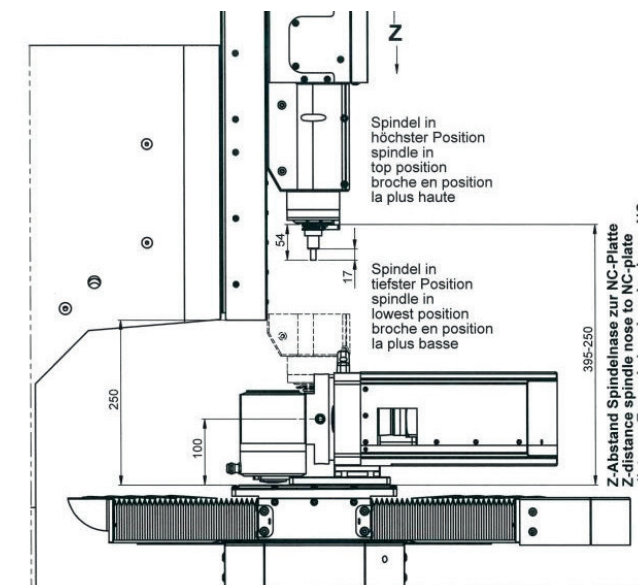 Z
Spindel in
höchster Position
spindle in
top position
broche en position
la plus haute
54
17
Spindel in
tiefster Position
spindle in
lowest position
broche en position
la plus basse
250
100
395-250
Z-Abstand Spindelnase zur NC-Platte
Z-distance spindle nose to NC-plate